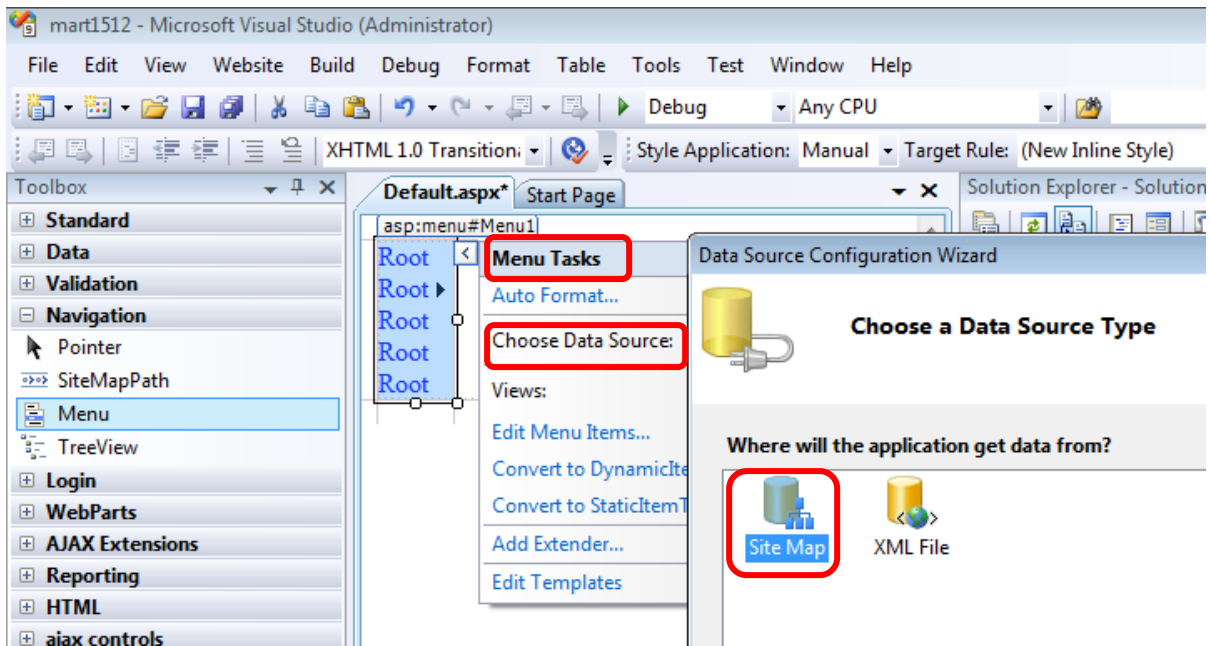 mart1512 - Microsoft Visual Studio (Administrator)
File Edit View Website Build Debug Format Table Tools Test Window Help
Debug Any CPU
XHTML 1.0 Transition Style Application: Manual Target Rule: (New Inline Style)
Toolbox
Standard
Data
Validation
Navigation
Pointer
SiteMapPath
Menu
TreeView
Login
WebParts
AJAX Extensions
Reporting
HTML
ajax controls
Default.aspx* Start Page
asp:menu#Menu1
Root
Root
Root
Root
Root
Menu Tasks
Auto Format...
Choose Data Source:
Views:
Edit Menu Items...
Convert to DynamicIte
Convert to StaticItemT
Add Extender...
Edit Templates
Solution Explorer - Solution
Data Source Configuration Wizard
Choose a Data Source Type
Where will the application get data from?
Site Map XML File